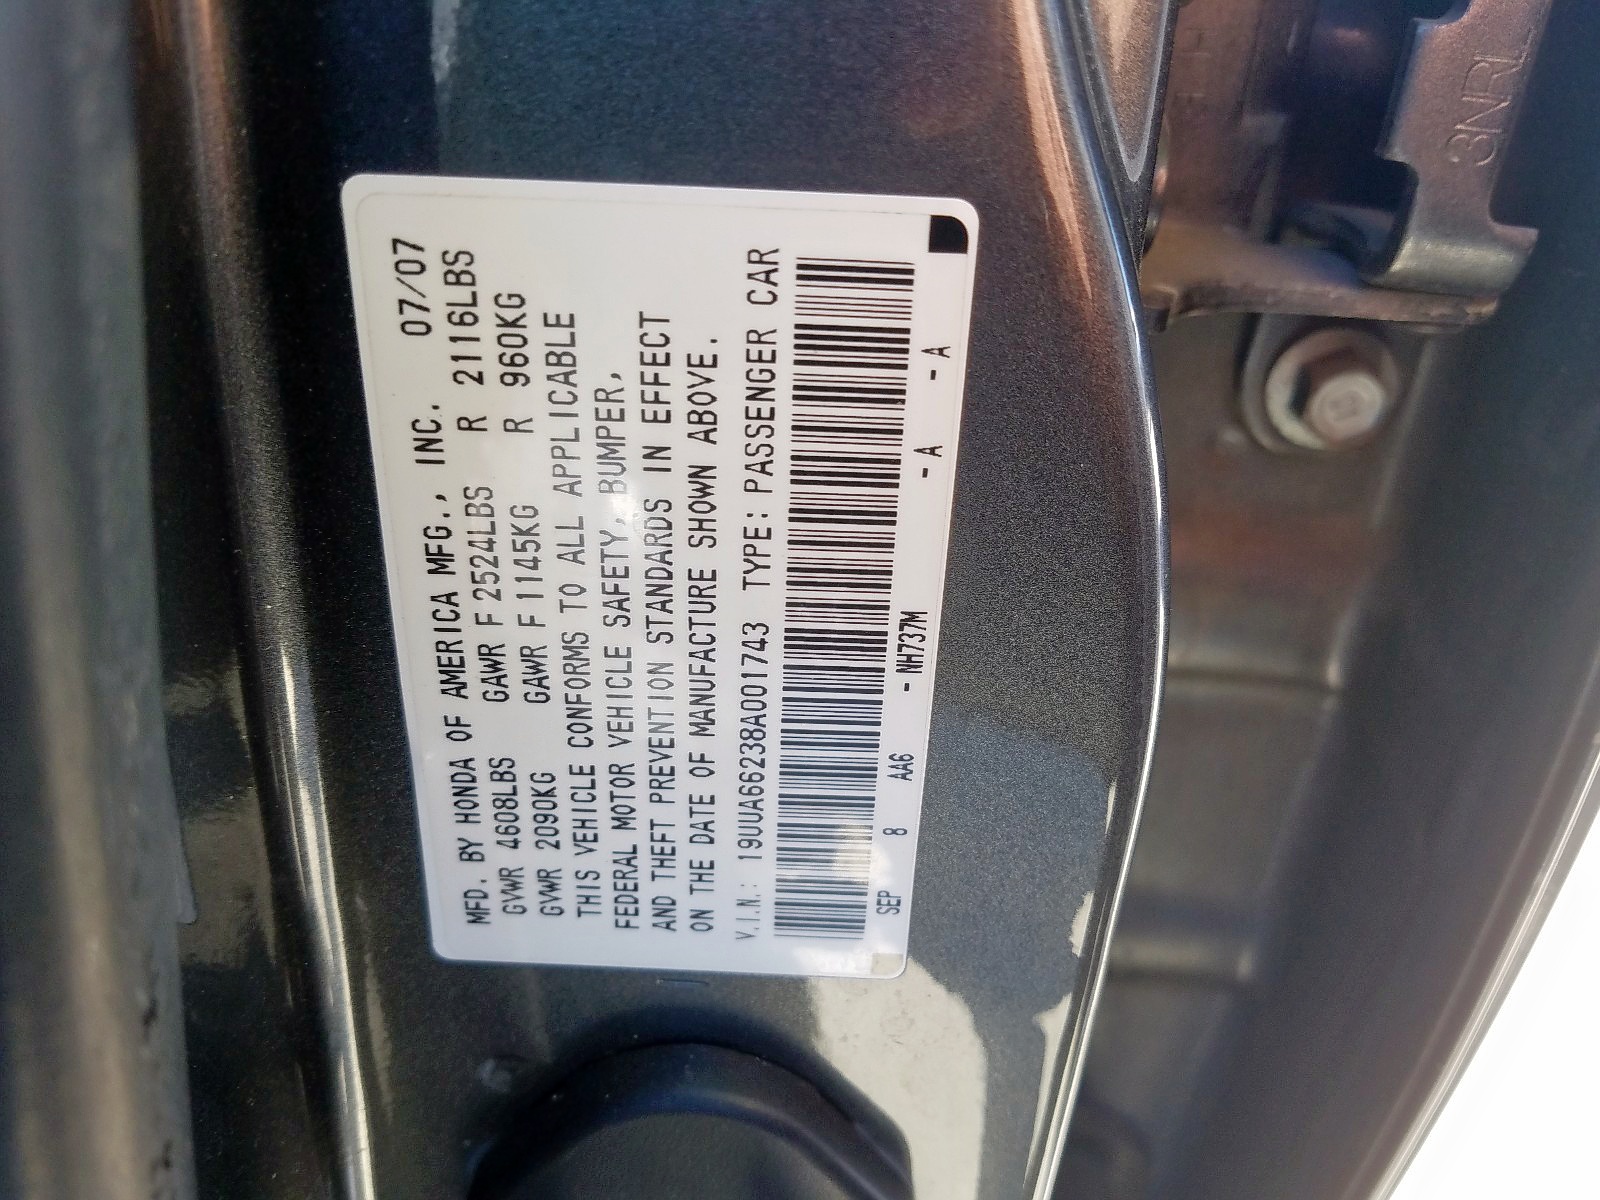 MFD. BY HONDA OF AMERICA MFG., INC. 07/07
GVWR 4608LBS GAWR F 2524LBS R 2116LBS
GVWR 2090KG GAWR F 1145KG R 960KG
THIS VEHICLE CONFORMS TO ALL APPLICABLE
FEDERAL MOTOR VEHICLE SAFETY, BUMPER,
AND THEFT PREVENTION STANDARDS IN EFFECT
ON THE DATE OF MANUFACTURE SHOWN ABOVE.
V.I.N.: 19UUA66238A001743 TYPE: PASSENGER CAR
SEP 8 AA6 - NH737M - A - A
3NRL